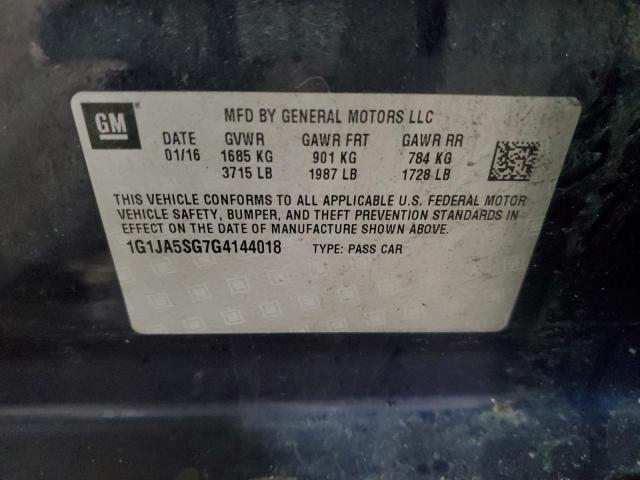 GM
MFD BY GENERAL MOTORS LLC
DATE GVWR GAWR FRT GAWR RR
01/16 1685 KG 901 KG 784 KG
3715 LB 1987 LB 1728 LB
THIS VEHICLE CONFORMS TO ALL APPLICABLE U.S. FEDERAL MOTOR
VEHICLE SAFETY, BUMPER, AND THEFT PREVENTION STANDARDS IN
EFFECT ON THE DATE OF MANUFACTURE SHOWN ABOVE.
1G1JA5SG7G4144018 TYPE: PASS CAR